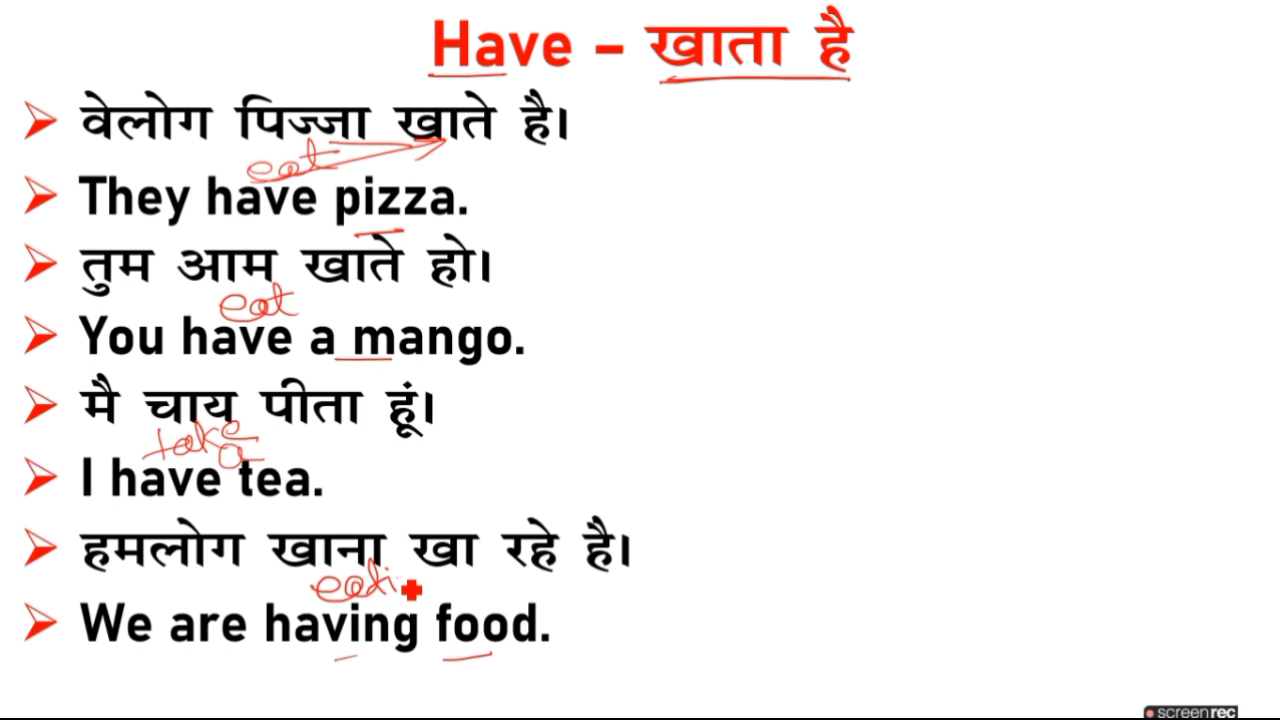 Have – खाता है
वेलोग पिज्जा खाते है।
eat
They have pizza.
तुम आम खाते हो।
eat
You have a mango.
मै चाय पीता हूं।
take
I have tea.
हमलोग खाना खा रहे है।
eati
We are having food.
screenrec